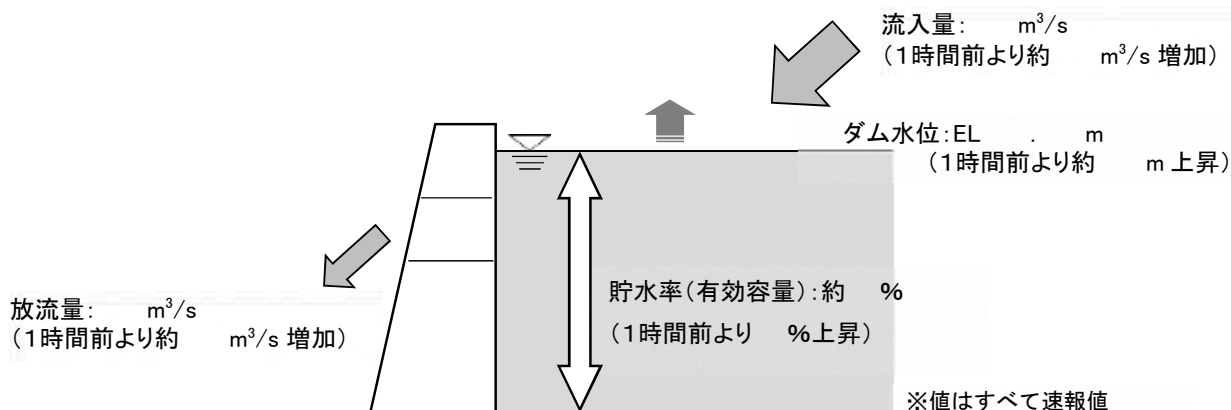 流入量:　　m³/s
(1時間前より約　　m³/s 増加)
ダム水位:EL　　.　　m
(1時間前より約　　m 上昇)
貯水率(有効容量):約　　%
(1時間前より　　%上昇)
放流量:　　m³/s
(1時間前より約　　m³/s 増加)
※値はすべて速報値